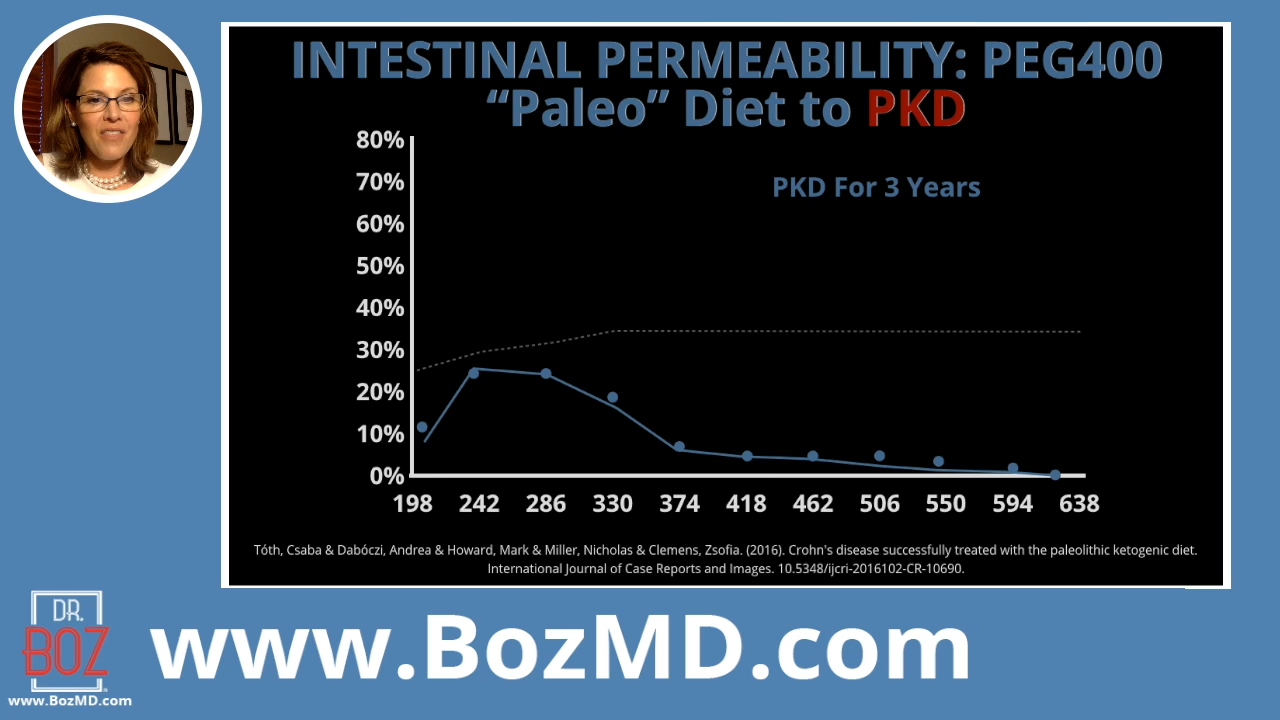 INTESTINAL PERMEABILITY: PEG400
“Paleo” Diet to PKD
80%
70%
60%
50%
40%
30%
20%
10%
0%
PKD For 3 Years
198 242 286 330 374 418 462 506 550 594 638
Tóth, Csaba & Dabóczi, Andrea & Howard, Mark & Miller, Nicholas & Clemens, Zsofia. (2016). Crohn's disease successfully treated with the paleolithic ketogenic diet.
International Journal of Case Reports and Images. 10.5348/ijcri-2016102-CR-10690.
DR.
BOZ
www.BozMD.com
www.BozMD.com